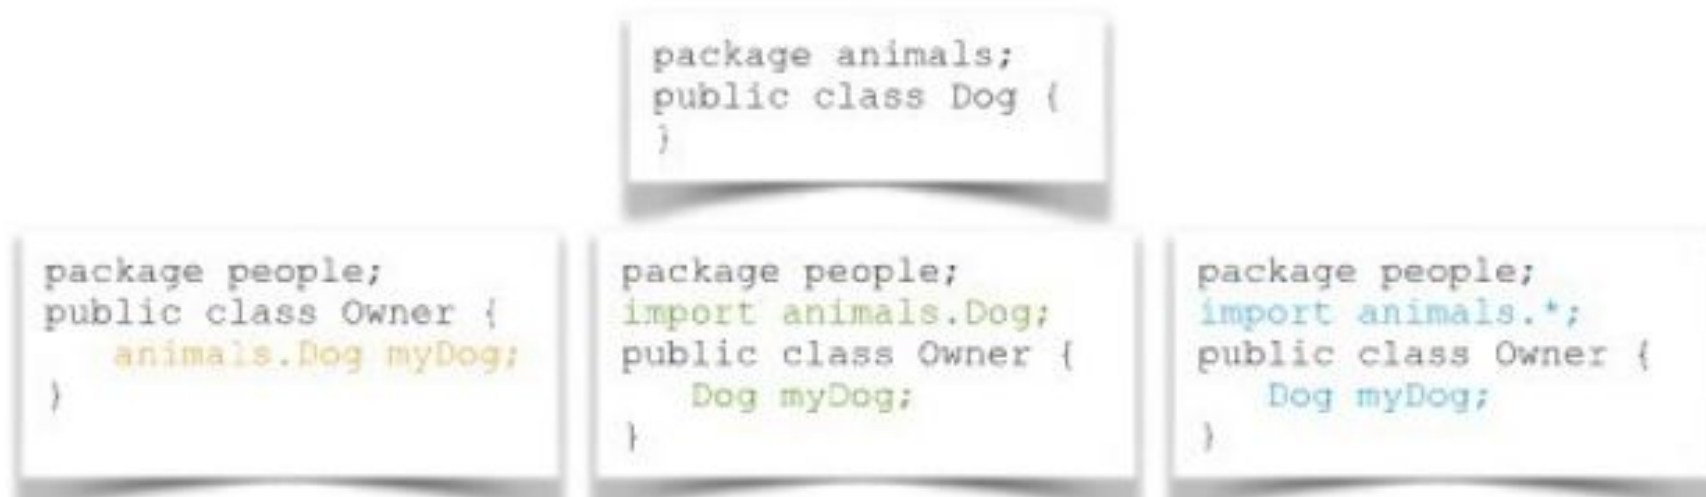 package animals;
public class Dog {
}
package people;
public class Owner {
animals.Dog myDog;
}
package people;
import animals.Dog;
public class Owner {
Dog myDog;
}
package people;
import animals.*;
public class Owner {
Dog myDog;
}